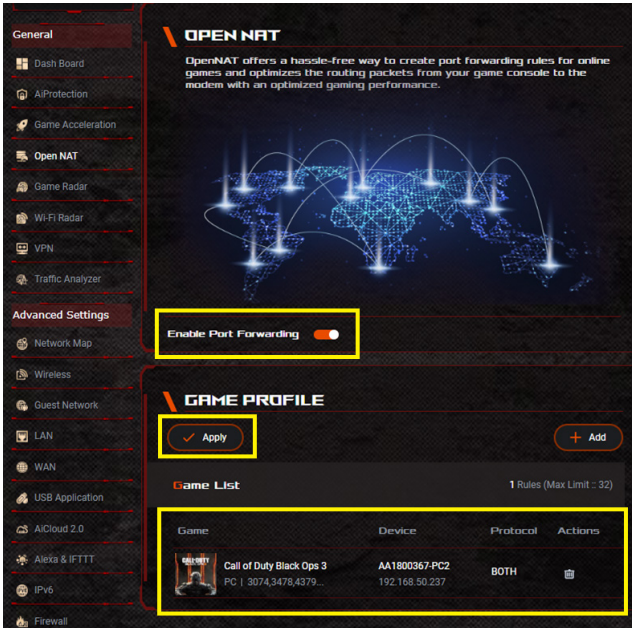 General
Dash Board
AiProtection
Game Acceleration
Open NAT
Game Radar
Wi-Fi Radar
VPN
Traffic Analyzer
Advanced Settings
Network Map
Wireless
Guest Network
LAN
WAN
USB Application
AiCloud 2.0
Alexa & IFTTT
IPv6
Firewall
OPEN NAT
OpenNAT offers a hassle-free way to create port forwarding rules for online
games and optimizes the routing packets from your game console to the
modem with an optimized gaming performance.
Enable Port Forwarding
GAME PROFILE
Apply
Add
Game List
1 Rules (Max Limit :: 32)
Game Device Protocol Actions
CALL OF DUTY
Call of Duty Black Ops 3 AA1800367-PC2 BOTH
PC | 3074,3478,4379... 192.168.50.237